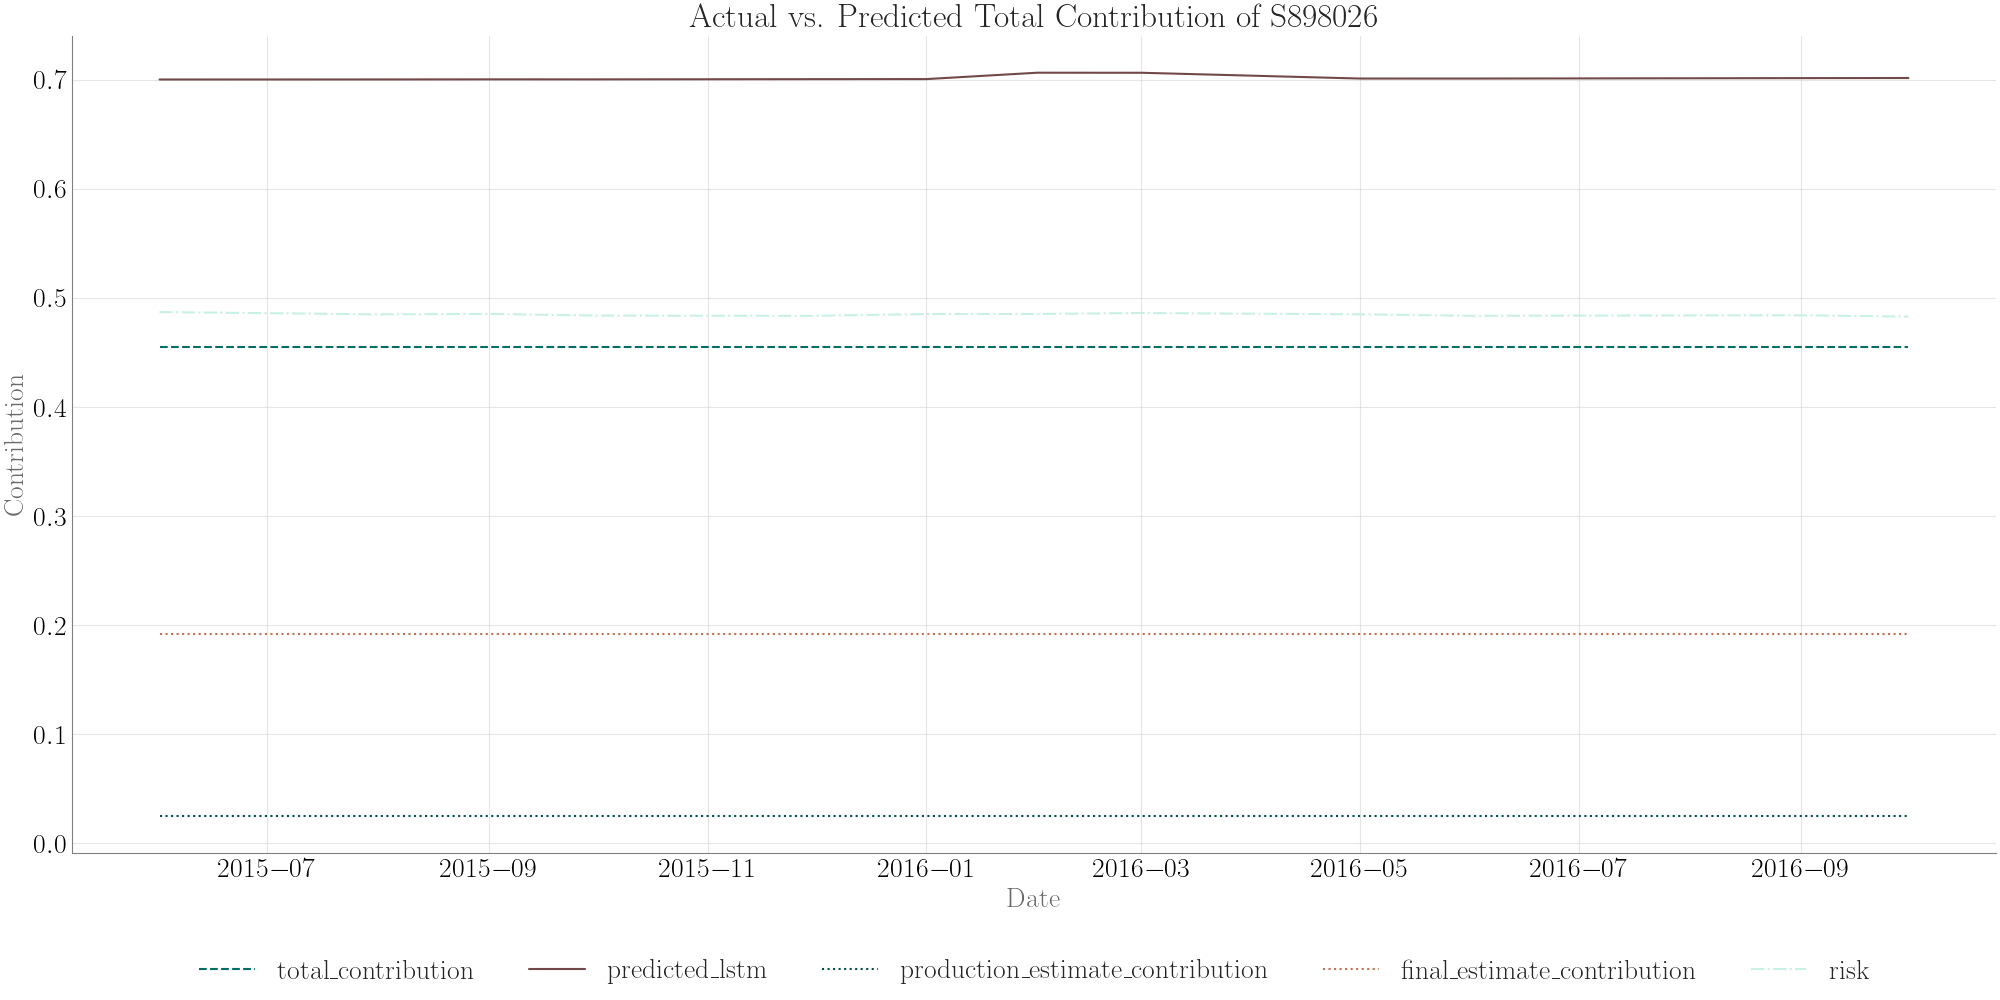 Actual vs. Predicted Total Contribution of S898026
0.7
0.6
0.5
0.4
0.3
0.2
0.1
0.0
Contribution
2015–07 2015–09 2015–11 2016–01 2016–03 2016–05 2016–07 2016–09
Date
total_contribution predicted_lstm production_estimate_contribution final_estimate_contribution risk